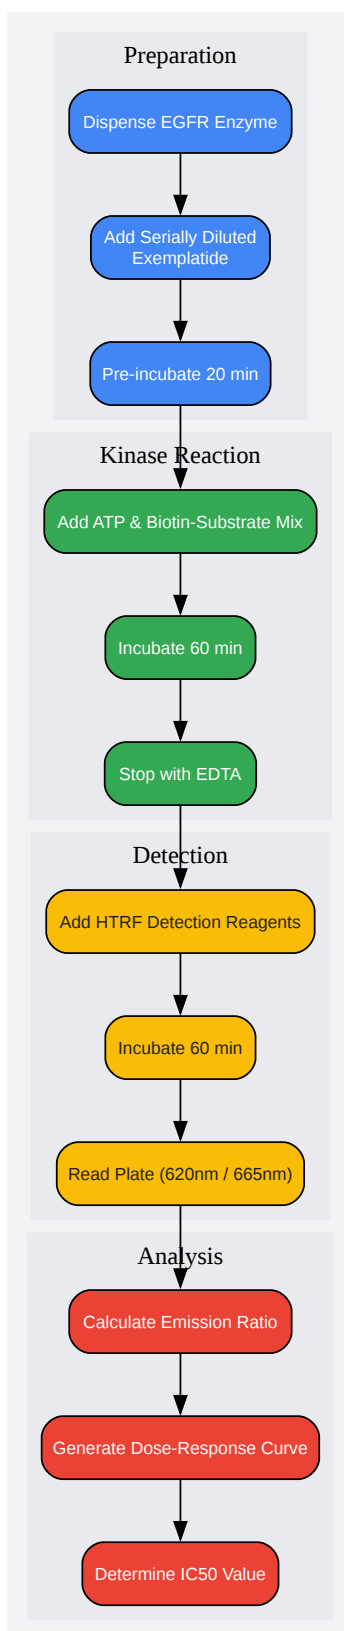 Preparation
Dispense EGFR Enzyme
Add Serially Diluted
Exemplatide
Pre-incubate 20 min
Kinase Reaction
Add ATP & Biotin-Substrate Mix
Incubate 60 min
Stop with EDTA
Detection
Add HTRF Detection Reagents
Incubate 60 min
Read Plate (620nm / 665nm)
Analysis
Calculate Emission Ratio
Generate Dose-Response Curve
Determine IC50 Value